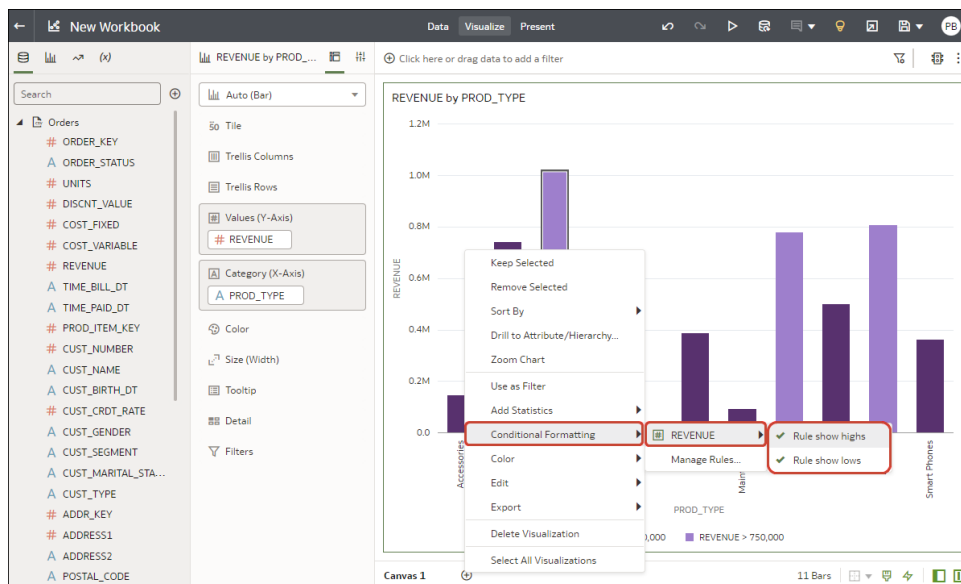 New Workbook
Data Visualize Present
PB
(x)
REVENUE by PROD_...
Click here or drag data to add a filter
Search
Auto (Bar)
Orders
# ORDER_KEY
A ORDER_STATUS
# UNITS
# DISCNT_VALUE
# COST_FIXED
# COST_VARIABLE
# REVENUE
A TIME_BILL_DT
A TIME_PAID_DT
# PROD_ITEM_KEY
# CUST_NUMBER
A CUST_NAME
A CUST_BIRTH_DT
# CUST_CRDT_RATE
A CUST_GENDER
A CUST_SEGMENT
A CUST_MARITAL_STA...
A CUST_TYPE
# ADDR_KEY
# ADDRESS1
A ADDRESS2
A POSTAL_CODE
50 Tile
Trellis Columns
Trellis Rows
# Values (Y-Axis)
# REVENUE
A Category (X-Axis)
A PROD_TYPE
Color
Size (Width)
Tooltip
Detail
Filters
REVENUE by PROD_TYPE
1.2M
1.0M
0.8M
0.6M
0.4M
0.2M
0.0
REVENUE
Keep Selected
Remove Selected
Sort By
Drill to Attribute/Hierarchy...
Zoom Chart
Use as Filter
Add Statistics
Conditional Formatting
Color
Edit
Export
Delete Visualization
Select All Visualizations
# REVENUE
Manage Rules...
Rule show highs
Rule show lows
Accessories
Main
Smart Phones
PROD_TYPE
,000 REVENUE > 750,000
Canvas 1
11 Bars